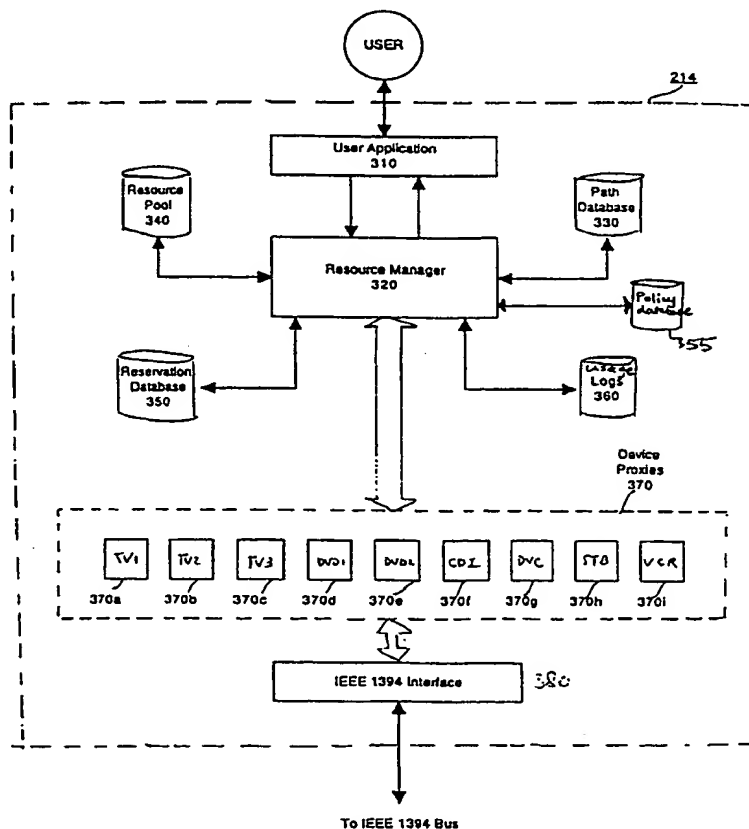 USER
214
User Application
310
Resource
Pool
340
Path
Database
330
Resource Manager
320
Policy
database
355
Reservation
Database
350
usage
Logs
360
Device
Proxies
370
TV1
TV2
TV3
DVD1
DVD2
CDI
DVC
STB
VCR
370a
370b
370c
370d
370e
370f
370g
370h
370i
IEEE 1394 Interface
380
To IEEE 1394 Bus